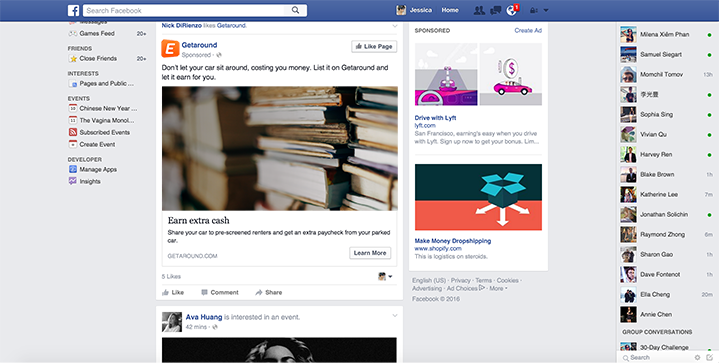 Search Facebook
Jessica
Home
1
Messages
Games Feed 20+
FRIENDS
Close Friends 20+
INTERESTS
Pages and Public ...
EVENTS
Chinese New Year ...
The Vagina Monol...
Subscribed Events
Create Event
DEVELOPER
Manage Apps
Insights
Nick DiRienzo likes Getaround.
Getaround
Sponsored ·
Like Page
Don't let your car sit around, costing you money. List it on Getaround and
let it earn for you.
Earn extra cash
Share your car to pre-screened renters and get an extra paycheck from your parked
car.
GETAROUND.COM
Learn More
5 Likes
Like Comment Share
Ava Huang is interested in an event.
42 mins ·
SPONSORED Create Ad
Drive with Lyft
lyft.com
San Francisco, earning's easy when you drive
with Lyft. Sign up now to get your bonus. Lim...
Make Money Dropshipping
www.shopify.com
This is logistics on steroids.
English (US) · Privacy · Terms · Cookies ·
Advertising · Ad Choices · More
Facebook © 2016
Milena Xiêm Phan
Samuel Siegart
Momchil Tomov 13h
李光豐
Sophia Sing
Vivian Qu
Harvey Ren
Blake Brown 1h
Katherine Lee 7m
Jonathan Solichin
Raymond Zhong 6m
Sharon Gao 1h
Dave Fontenot 1h
Ella Cheng 20m
Annie Chen
GROUP CONVERSATIONS
30-Day Challenge
Search